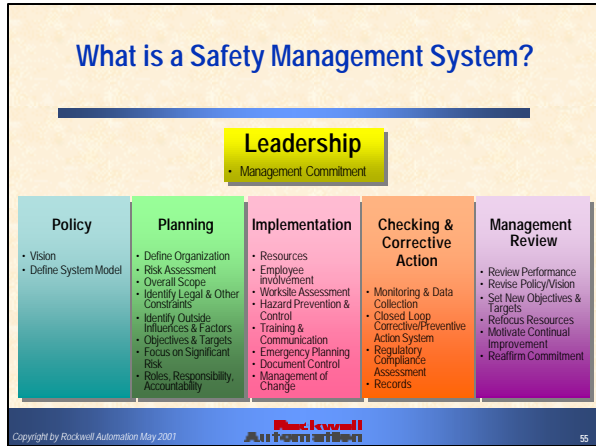 What is a Safety Management System?
Leadership
• Management Commitment
Policy
• Vision
• Define System Model
Planning
• Define Organization
• Risk Assessment
• Overall Scope
• Identify Legal & Other
Constraints
• Identify Outside
Influences & Factors
• Objectives & Targets
• Focus on Significant
Risk
• Roles, Responsibility,
Accountability
Implementation
• Resources
• Employee
involvement
• Worksite Assessment
• Hazard Prevention &
Control
• Training &
Communication
• Emergency Planning
• Document Control
• Management of
Change
Checking &
Corrective
Action
• Monitoring & Data
Collection
• Closed Loop
Corrective/Preventive
Action System
• Regulatory
Compliance
Assessment
• Records
Management
Review
• Review Performance
• Revise Policy/Vision
• Set New Objectives &
Targets
• Refocus Resources
• Motivate Continual
Improvement
• Reaffirm Commitment
Copyright by Rockwell Automation May 2001
Rockwell
Automation
55